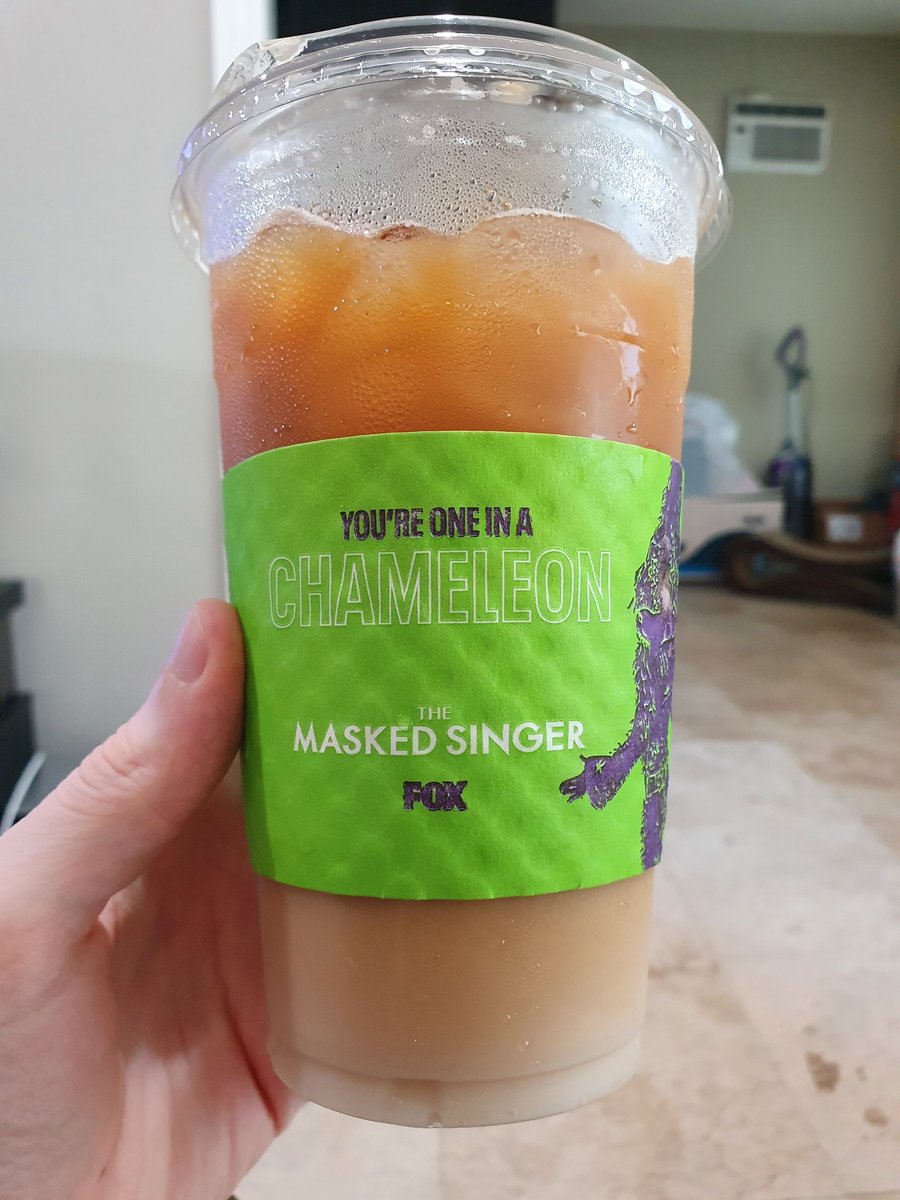 YOU'RE ONE IN A
CHAMELEON
THE
MASKED SINGER
FOX